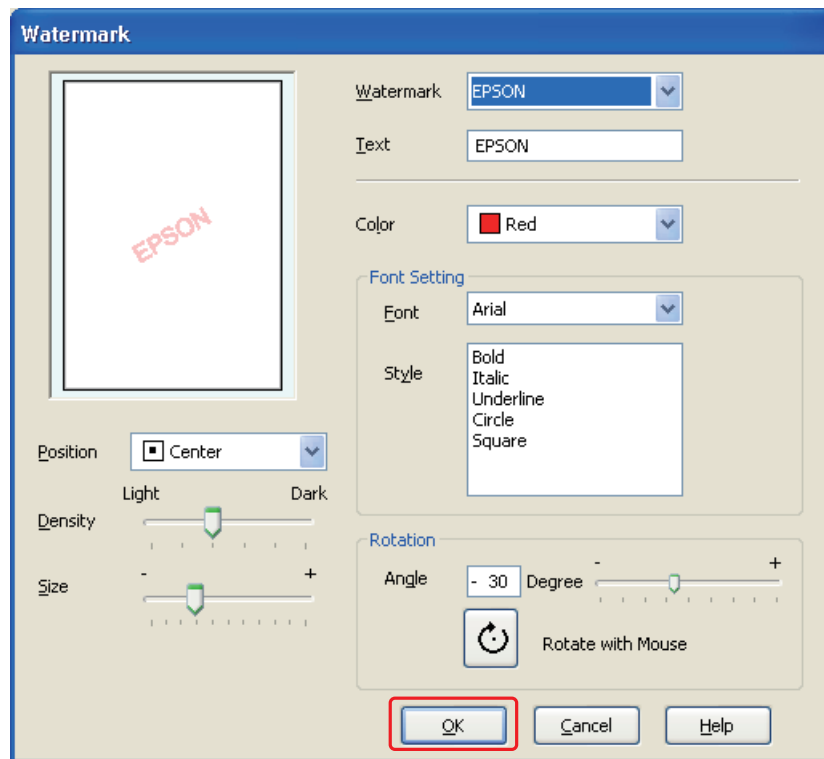 Watermark
EPSON
Watermark EPSON
Text EPSON
Color Red
Font Setting
Font Arial
Style
Bold
Italic
Underline
Circle
Square
Position Center
Light Dark
Density
Size - +
Rotation
Angle - 30 Degree - +
Rotate with Mouse
OK Cancel Help